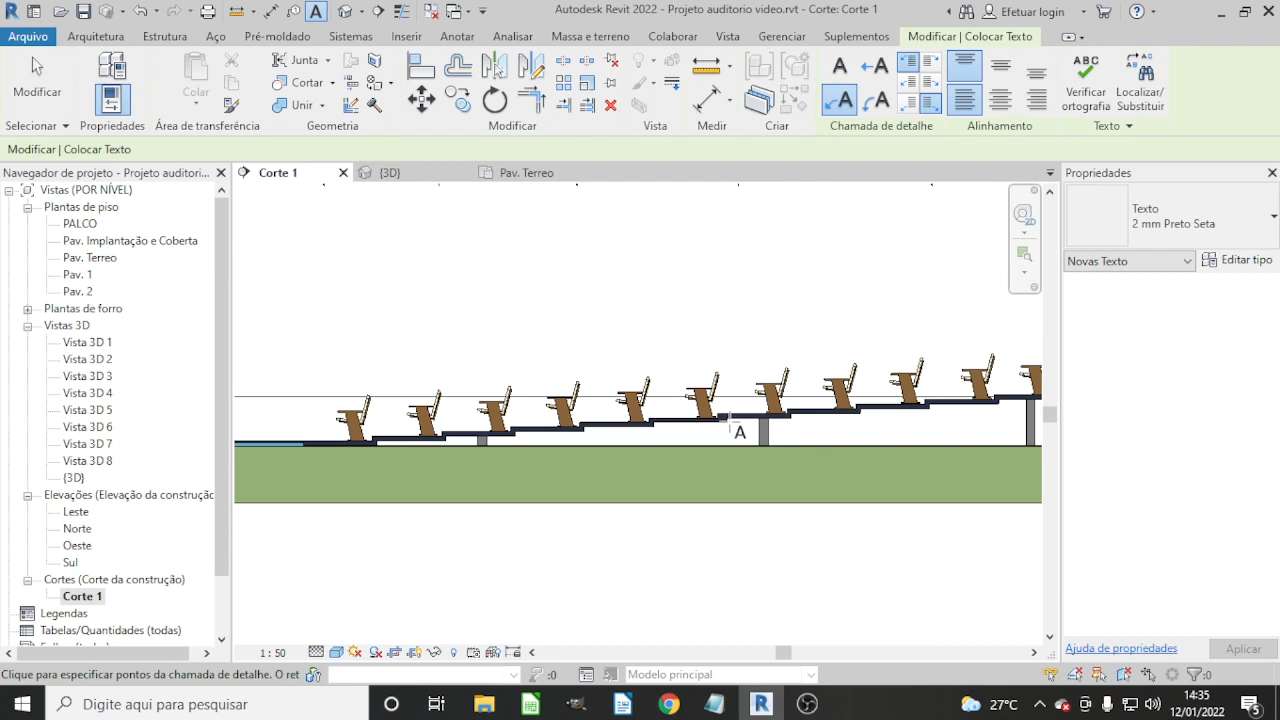 Autodesk Revit 2022 - Projeto auditorio video.rvt - Corte: Corte 1
Efetuar login
Arquivo Arquitetura Estrutura Aço Pré-moldado Sistemas Inserir Anotar Analisar Massa e terreno Colaborar Vista Gerenciar Suplementos Modificar | Colocar Texto
Modificar
Colar
Junta
Cortar
Unir
Verificar ortografia
Localizar/ Substituir
Selecionar Propriedades Área de transferência Geometria Modificar Vista Medir Criar Chamada de detalhe Alinhamento Texto
Modificar | Colocar Texto
Navegador de projeto - Projeto auditori...
Corte 1
{3D}
Pav. Terreo
Propriedades
Vistas (POR NÍVEL)
Plantas de piso
PALCO
Pav. Implantação e Coberta
Pav. Terreo
Pav. 1
Pav. 2
Plantas de forro
Vistas 3D
Vista 3D 1
Vista 3D 2
Vista 3D 3
Vista 3D 4
Vista 3D 5
Vista 3D 6
Vista 3D 7
Vista 3D 8
{3D}
Elevações (Elevação da construção
Leste
Norte
Oeste
Sul
Cortes (Corte da construção)
Corte 1
Legendas
Tabelas/Quantidades (todas)
2D
A
Texto
2 mm Preto Seta
Novas Texto
Editar tipo
1 : 50
Ajuda de propriedades
Aplicar
Clique para especificar pontos da chamada de detalhe. O ret
:0
Modelo principal
:0
Digite aqui para pesquisar
27°C
14:35
12/01/2022
5